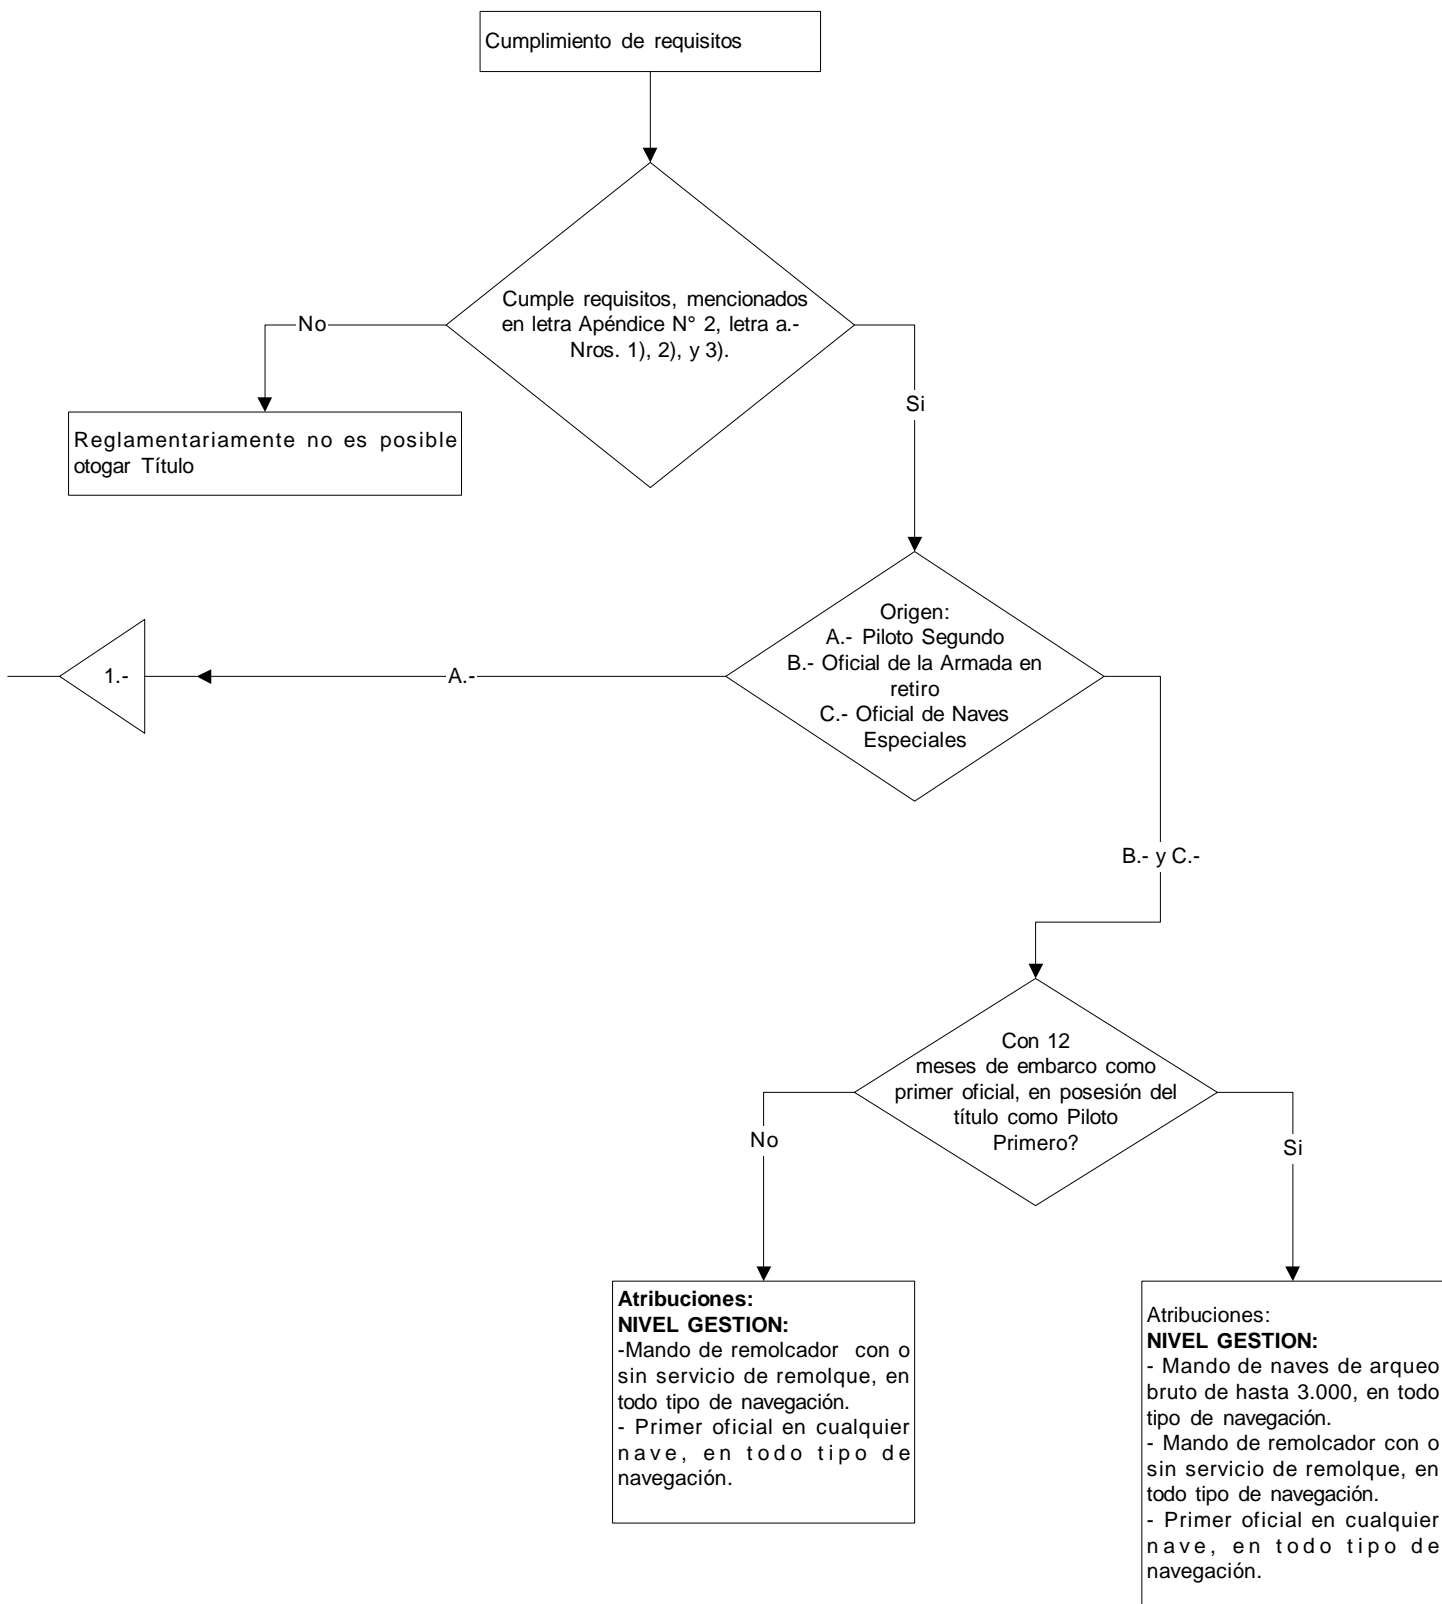 Cumplimiento de requisitos
Cumple requisitos, mencionados
en letra Apéndice N° 2, letra a.-
Nros. 1), 2), y 3).
No
Si
Reglamentariamente no es posible
otogar Título
Origen:
A.- Piloto Segundo
B.- Oficial de la Armada en
retiro
C.- Oficial de Naves
Especiales
1.-
A.-
B.- y C.-
Con 12
meses de embarco como
primer oficial, en posesión del
título como Piloto
Primero?
No
Si
Atribuciones:
NIVEL GESTION:
-Mando de remolcador con o
sin servicio de remolque, en
todo tipo de navegación.
- Primer oficial en cualquier
nave, en todo tipo de
navegación.
Atribuciones:
NIVEL GESTION:
- Mando de naves de arqueo
bruto de hasta 3.000, en todo
tipo de navegación.
- Mando de remolcador con o
sin servicio de remolque, en
todo tipo de navegación.
- Primer oficial en cualquier
nave, en todo tipo de
navegación.